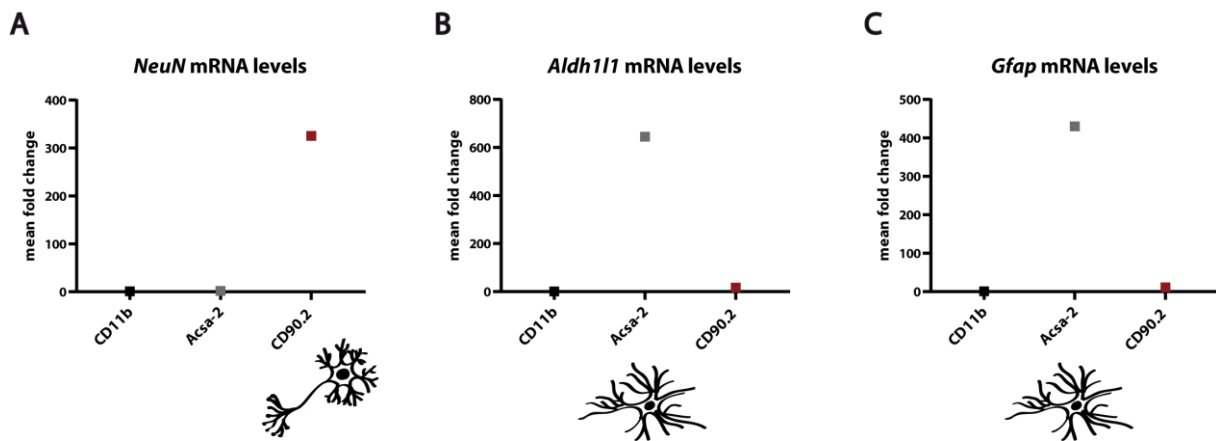 A
NeuN mRNA levels
mean fold change
400
300
200
100
0
CD11b
Acsa-2
CD90.2
B
Aldh1l1 mRNA levels
mean fold change
800
600
400
200
0
CD11b
Acsa-2
CD90.2
C
Gfap mRNA levels
mean fold change
500
400
300
200
100
0
CD11b
Acsa-2
CD90.2